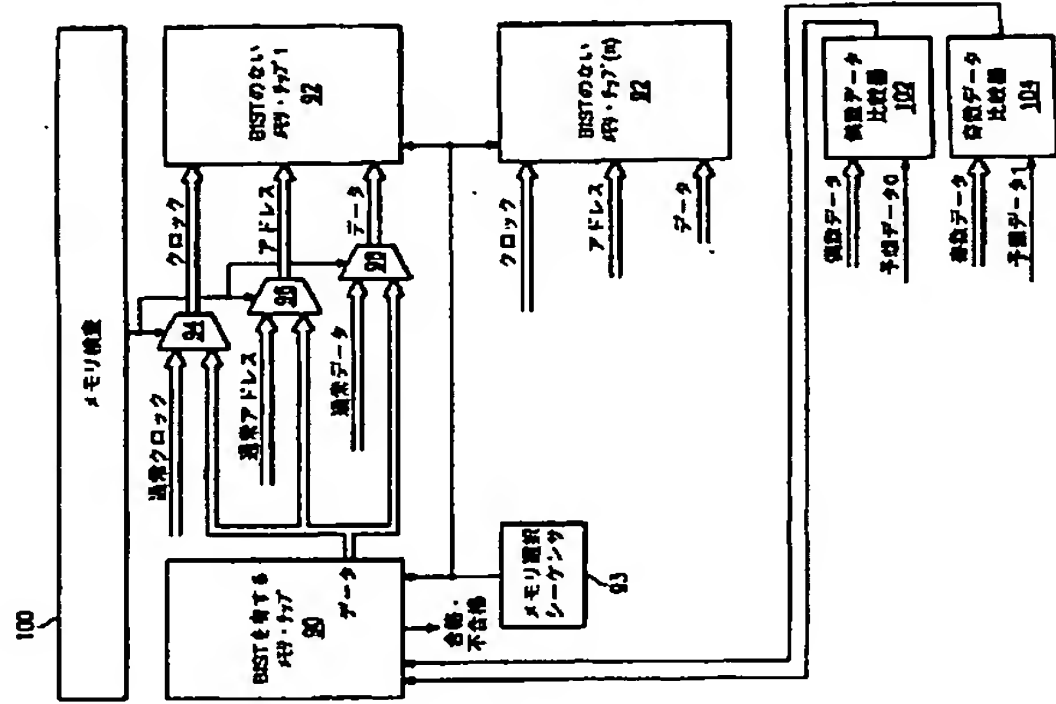 100
メモリ検査
BISTを有する
メモリ・チップ
90
データ
合格・
不合格
メモリ選択
シーケンサ
93
通常クロック
通常アドレス
通常データ
94
96
98
クロック
アドレス
データ
BISTのない
メモリ・チップ1
92
クロック
アドレス
データ
BISTのない
メモリ・チップ(n)
92
偶数データ
予想データ0
偶数データ
比較器
102
奇数データ
予想データ1
奇数データ
比較器
104